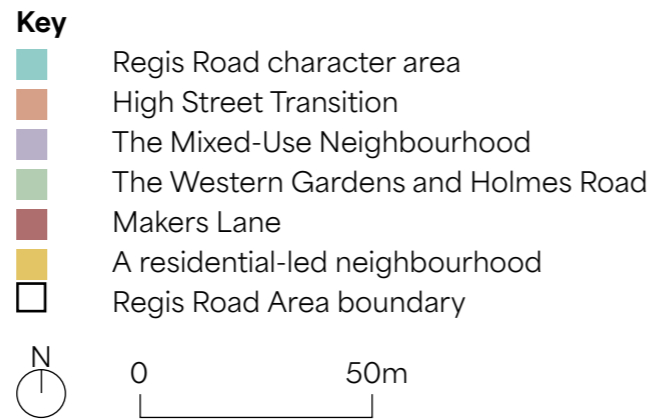 Key
Regis Road character area
High Street Transition
The Mixed-Use Neighbourhood
The Western Gardens and Holmes Road
Makers Lane
A residential-led neighbourhood
Regis Road Area boundary
N
0 50m